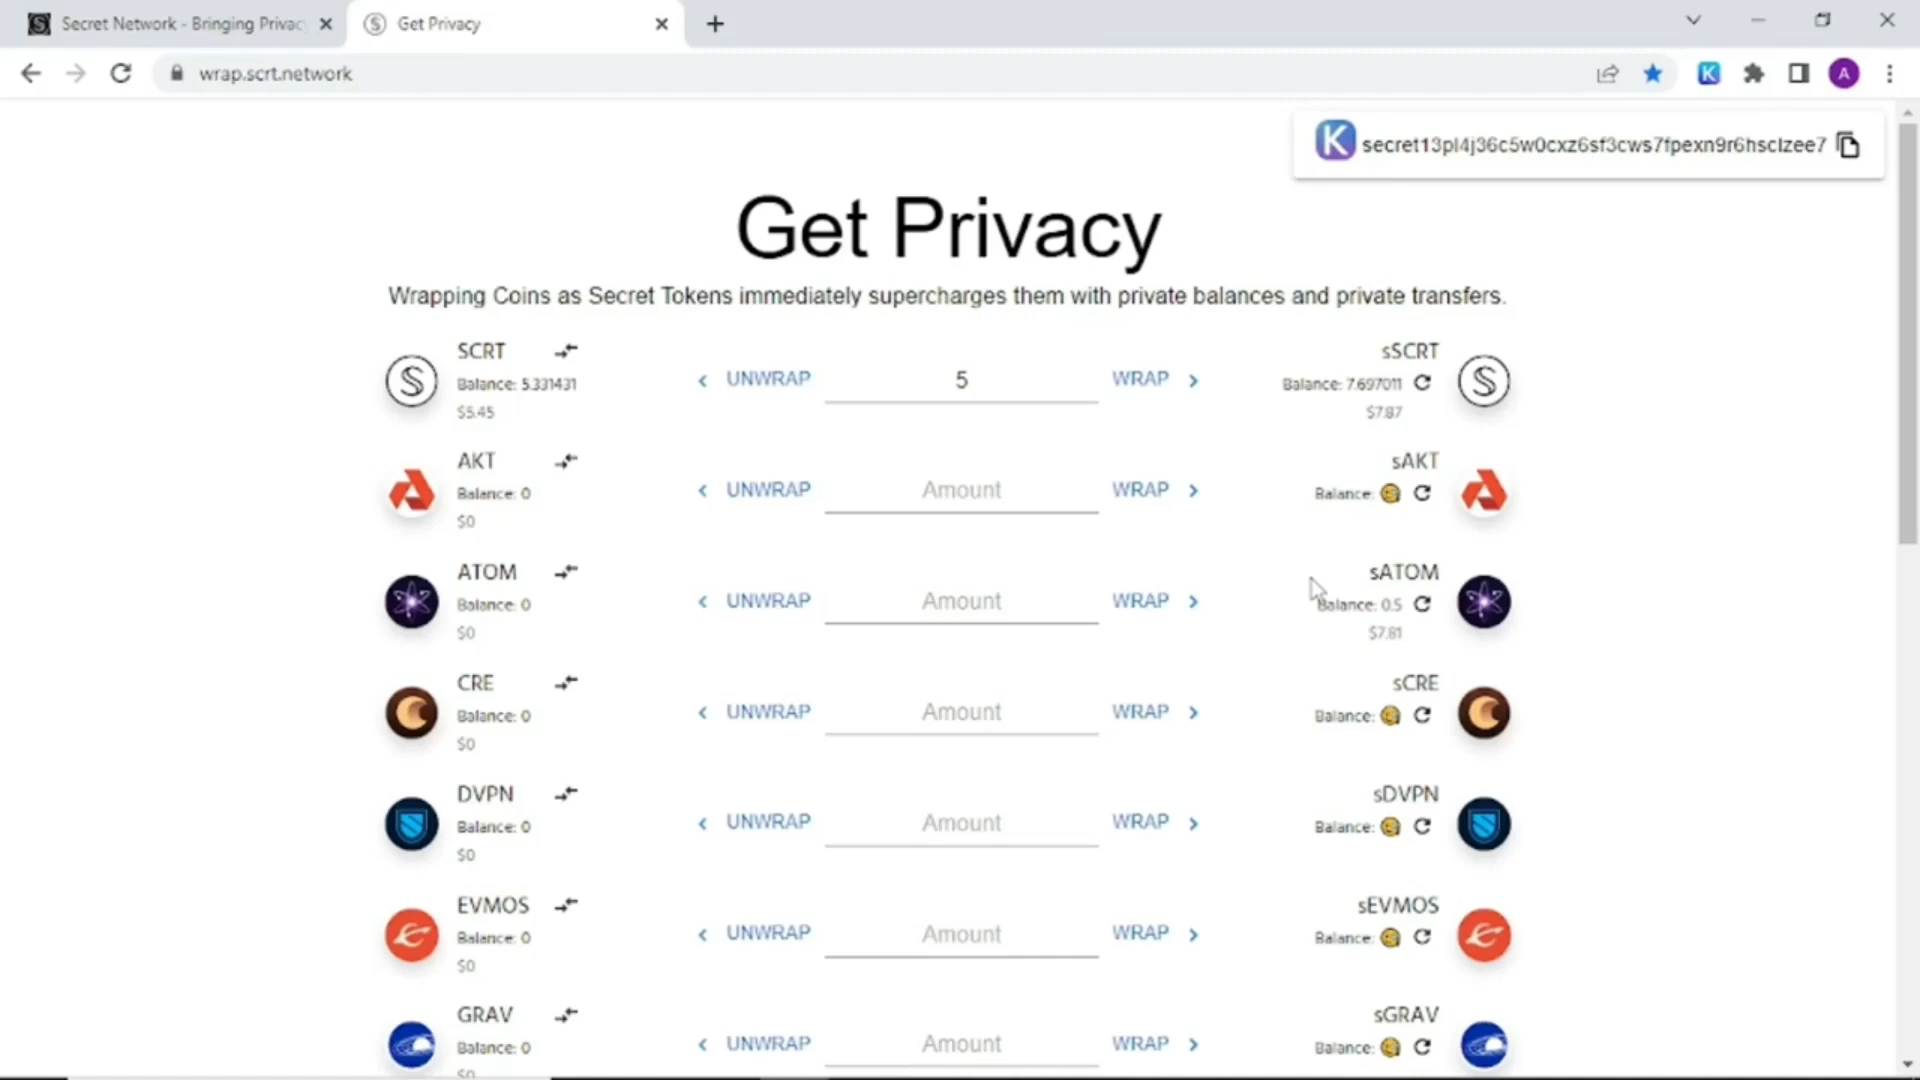 Secret Network - Bringing Privac
Get Privacy
wrap.scrt.network
A
K secret13pl4j36c5w0cxz6sf3cws7fpexn9r6hsclzee7
Get Privacy
Wrapping Coins as Secret Tokens immediately supercharges them with private balances and private transfers.
SCRT
Balance: 5.331431
$5.45
UNWRAP
5
WRAP
sSCRT
Balance: 7.697011
$7.87
AKT
Balance: 0
$0
UNWRAP
Amount
WRAP
sAKT
Balance:
ATOM
Balance: 0
$0
UNWRAP
Amount
WRAP
sATOM
Balance: 0.5
$7.81
CRE
Balance: 0
$0
UNWRAP
Amount
WRAP
sCRE
Balance:
DVPN
Balance: 0
$0
UNWRAP
Amount
WRAP
sDVPN
Balance:
EVMOS
Balance: 0
$0
UNWRAP
Amount
WRAP
sEVMOS
Balance:
GRAV
Balance: 0
$0
UNWRAP
Amount
WRAP
sGRAV
Balance: